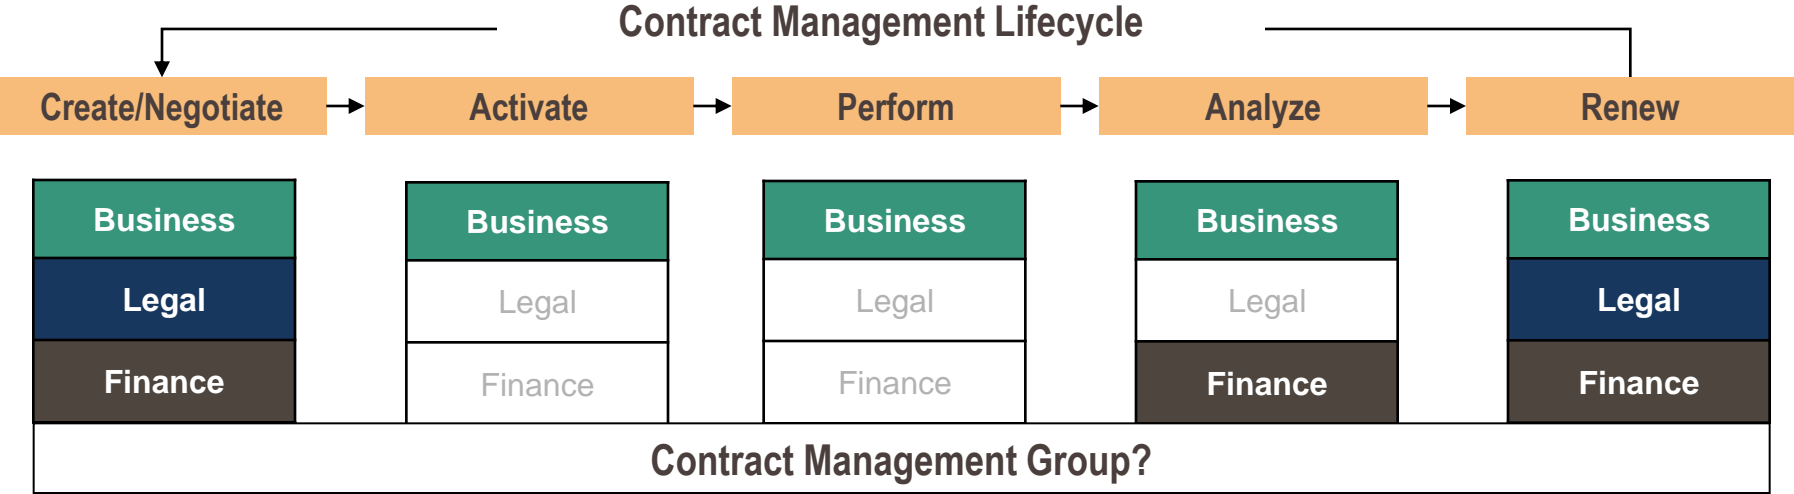 Contract Management Lifecycle
Create/Negotiate
Activate
Perform
Analyze
Renew
Business
Legal
Finance
Business
Legal
Finance
Business
Legal
Finance
Business
Legal
Finance
Business
Legal
Finance
Contract Management Group?